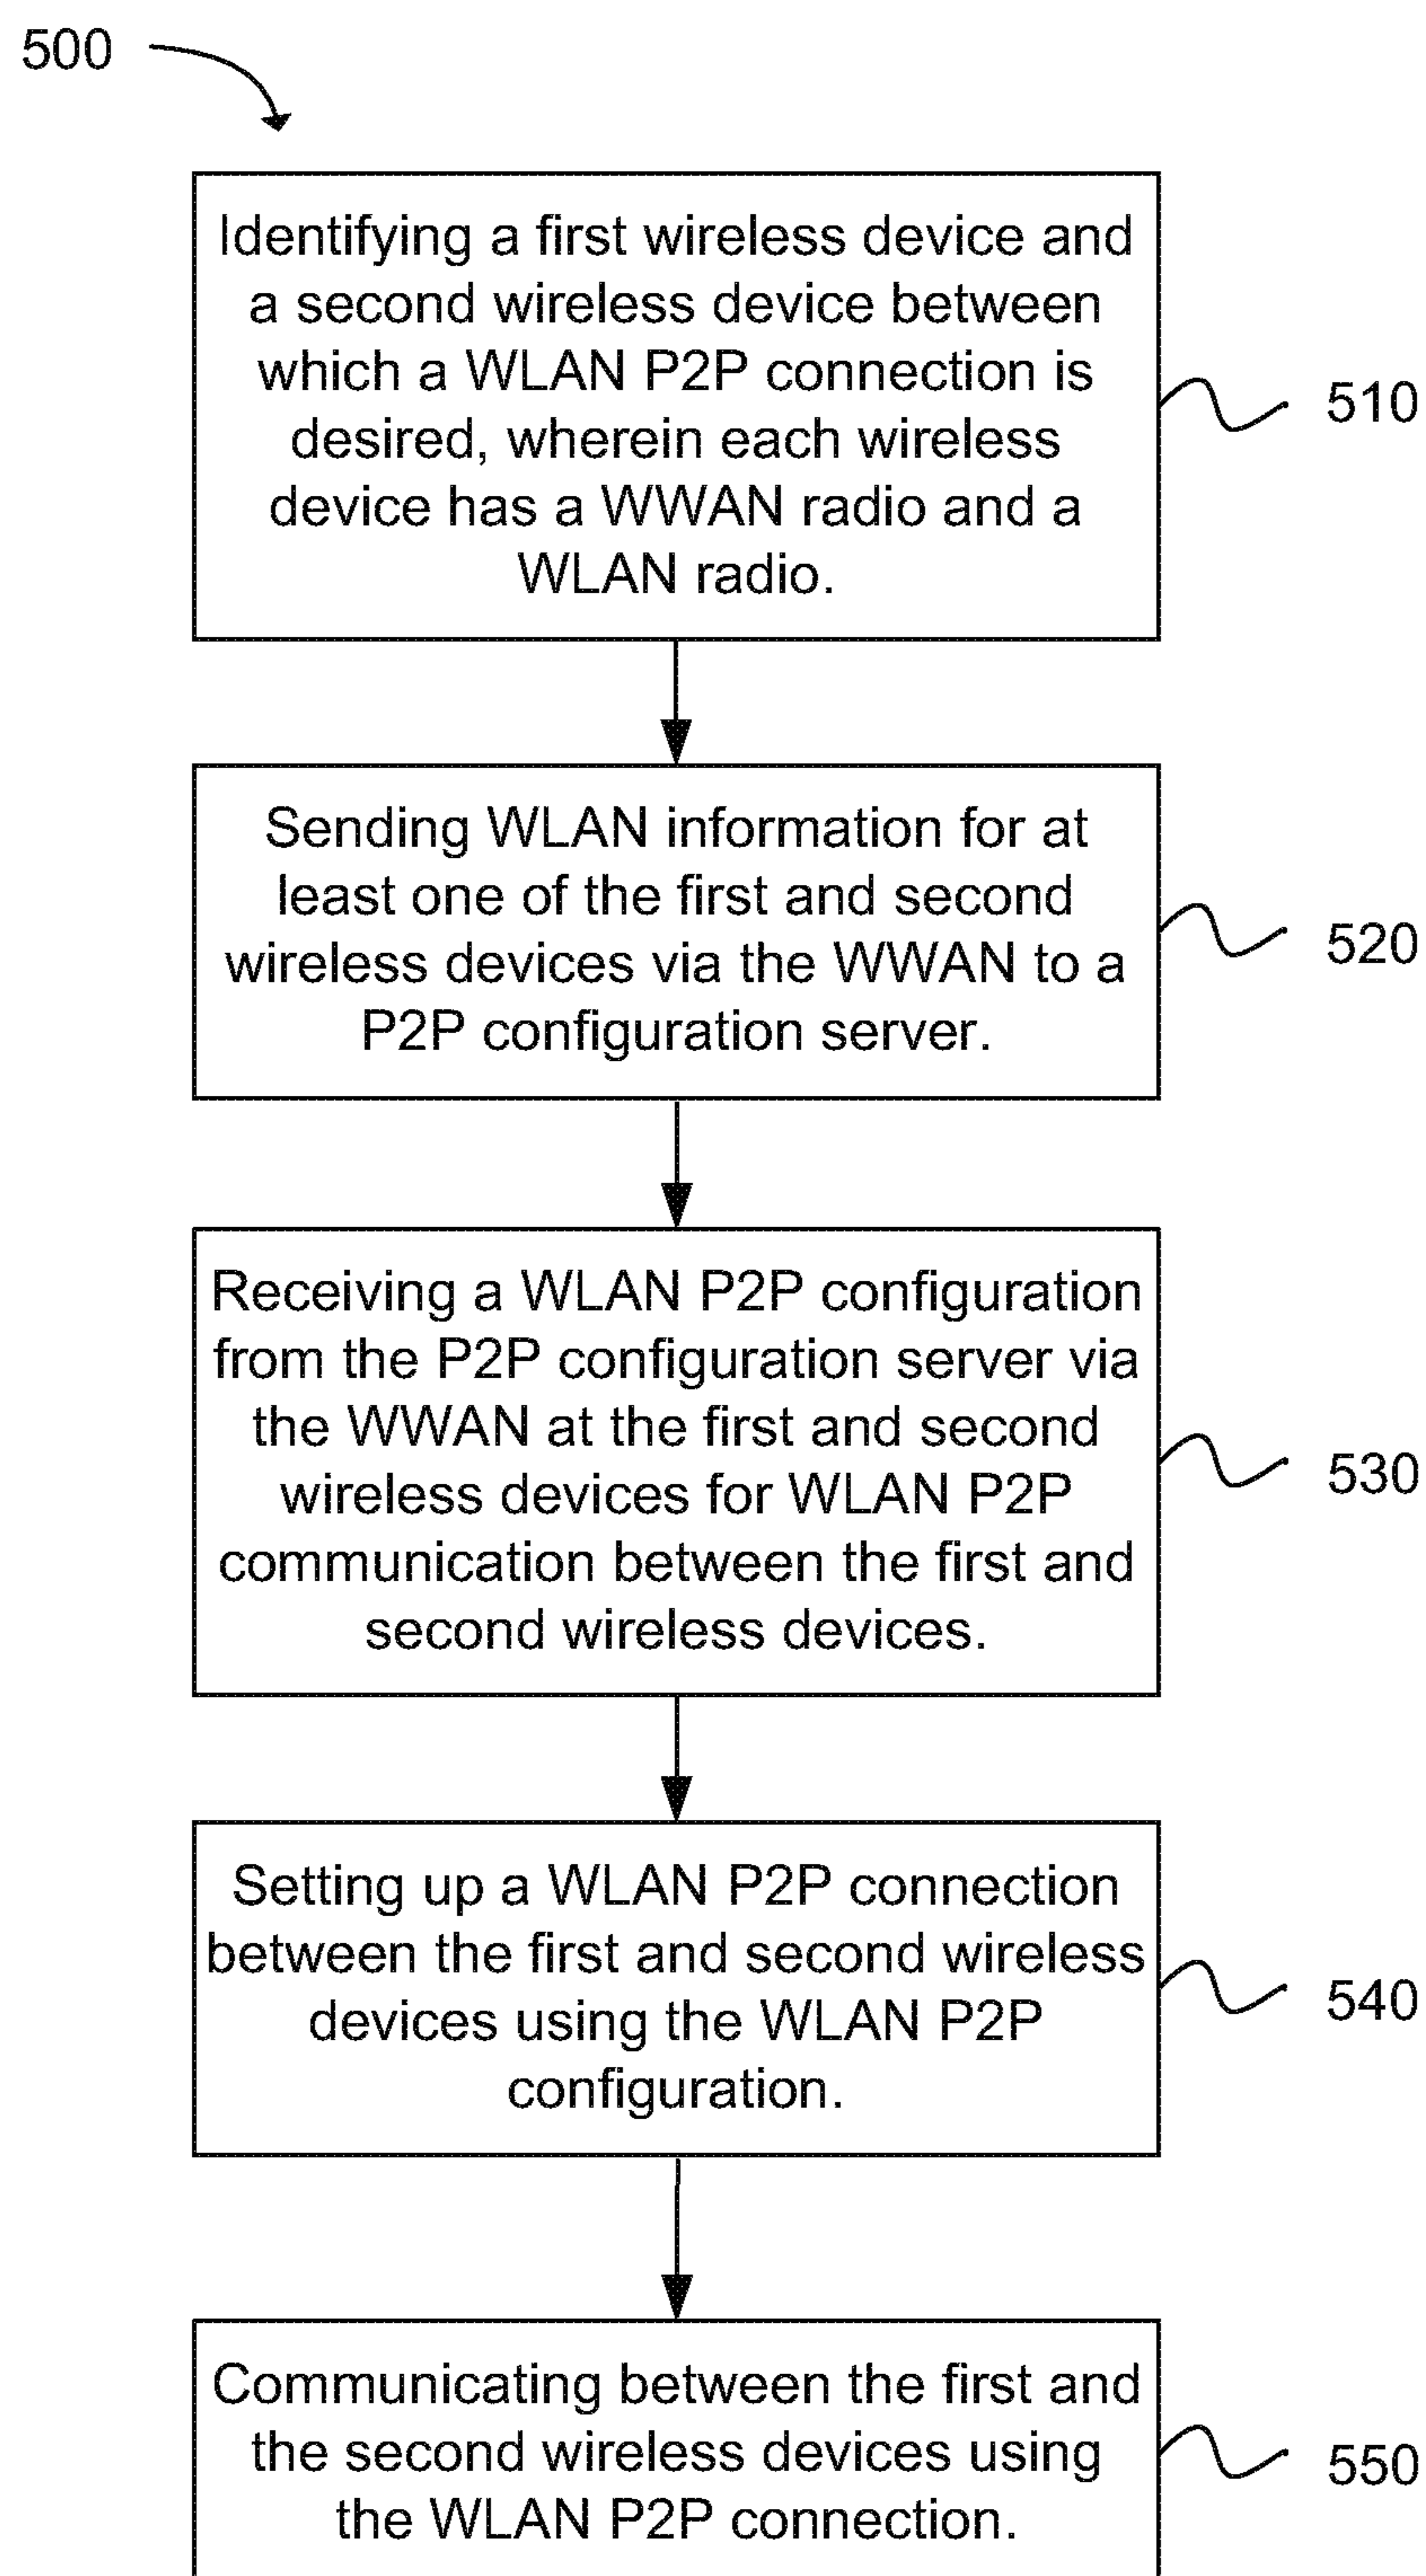 500
Identifying a first wireless device and
a second wireless device between
which a WLAN P2P connection is
desired, wherein each wireless
device has a WWAN radio and a
WLAN radio.
510
Sending WLAN information for at
least one of the first and second
wireless devices via the WWAN to a
P2P configuration server.
520
Receiving a WLAN P2P configuration
from the P2P configuration server via
the WWAN at the first and second
wireless devices for WLAN P2P
communication between the first and
second wireless devices.
530
Setting up a WLAN P2P connection
between the first and second wireless
devices using the WLAN P2P
configuration.
540
Communicating between the first and
the second wireless devices using
the WLAN P2P connection.
550